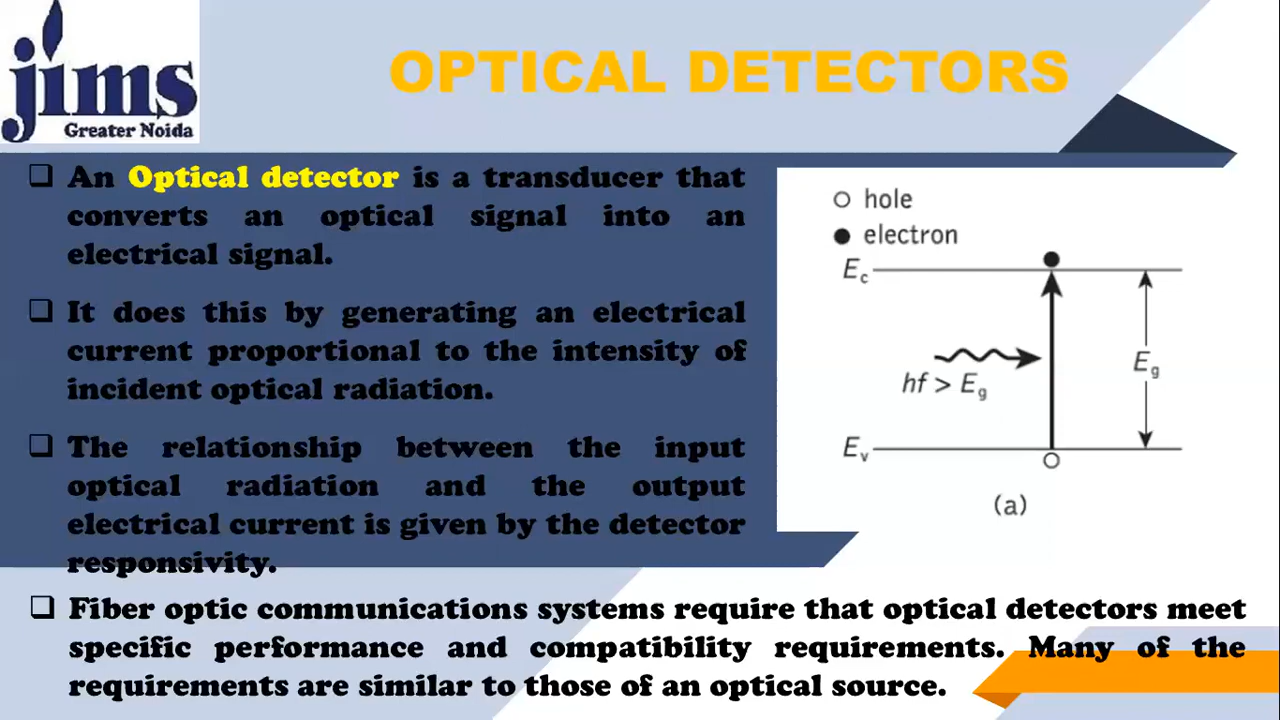 jims
Greater Noida
OPTICAL DETECTORS
❑ An Optical detector is a transducer that
converts an optical signal into an
electrical signal.
❑ It does this by generating an electrical
current proportional to the intensity of
incident optical radiation.
❑ The relationship between the input
optical radiation and the output
electrical current is given by the detector
responsivity.
❑ Fiber optic communications systems require that optical detectors meet
specific performance and compatibility requirements. Many of the
requirements are similar to those of an optical source.
hole
electron
Ec
hf > Eg
Eg
Ev
(a)